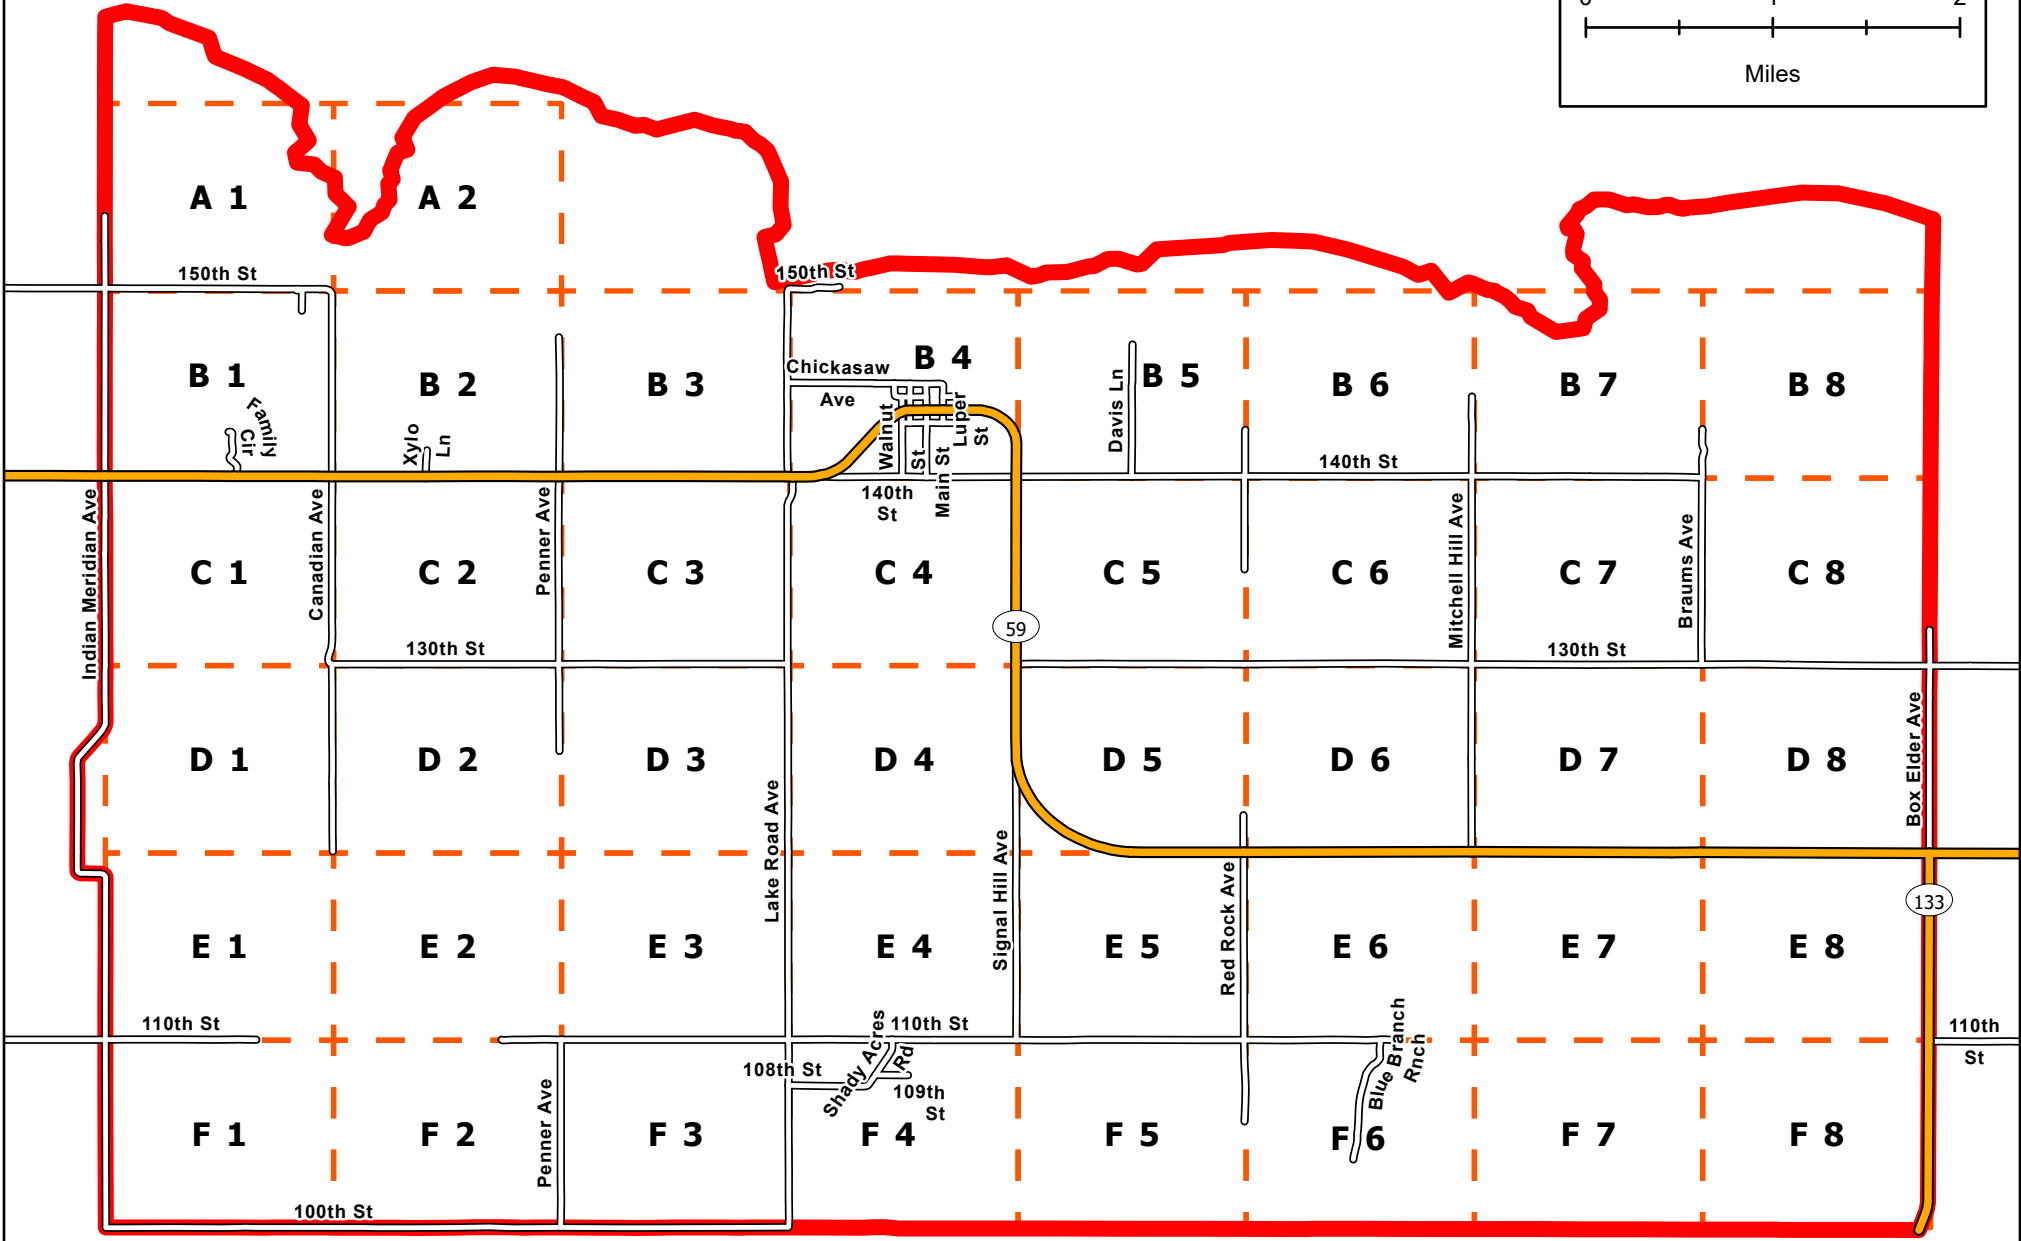 0 1 2
Miles
A 1
A 2
150th St
150th St
B 1
B 2
B 3
B 4
B 5
B 6
B 7
B 8
Chickasaw
Ave
Family
Cir
Xylo
Ln
Walnut
St
Main St
Luper
St
Davis Ln
140th St
140th
St
Indian Meridian Ave
Canadian Ave
Penner Ave
Mitchell Hill Ave
Braums Ave
C 1
C 2
C 3
C 4
C 5
C 6
C 7
C 8
59
130th St
130th St
D 1
D 2
D 3
D 4
D 5
D 6
D 7
D 8
Lake Road Ave
Signal Hill Ave
Red Rock Ave
Box Elder Ave
133
E 1
E 2
E 3
E 4
E 5
E 6
E 7
E 8
110th St
110th St
110th
St
108th St
Shady Acres
Rd
109th
St
Blue Branch
Rnch
Penner Ave
F 1
F 2
F 3
F 4
F 5
F 6
F 7
F 8
100th St